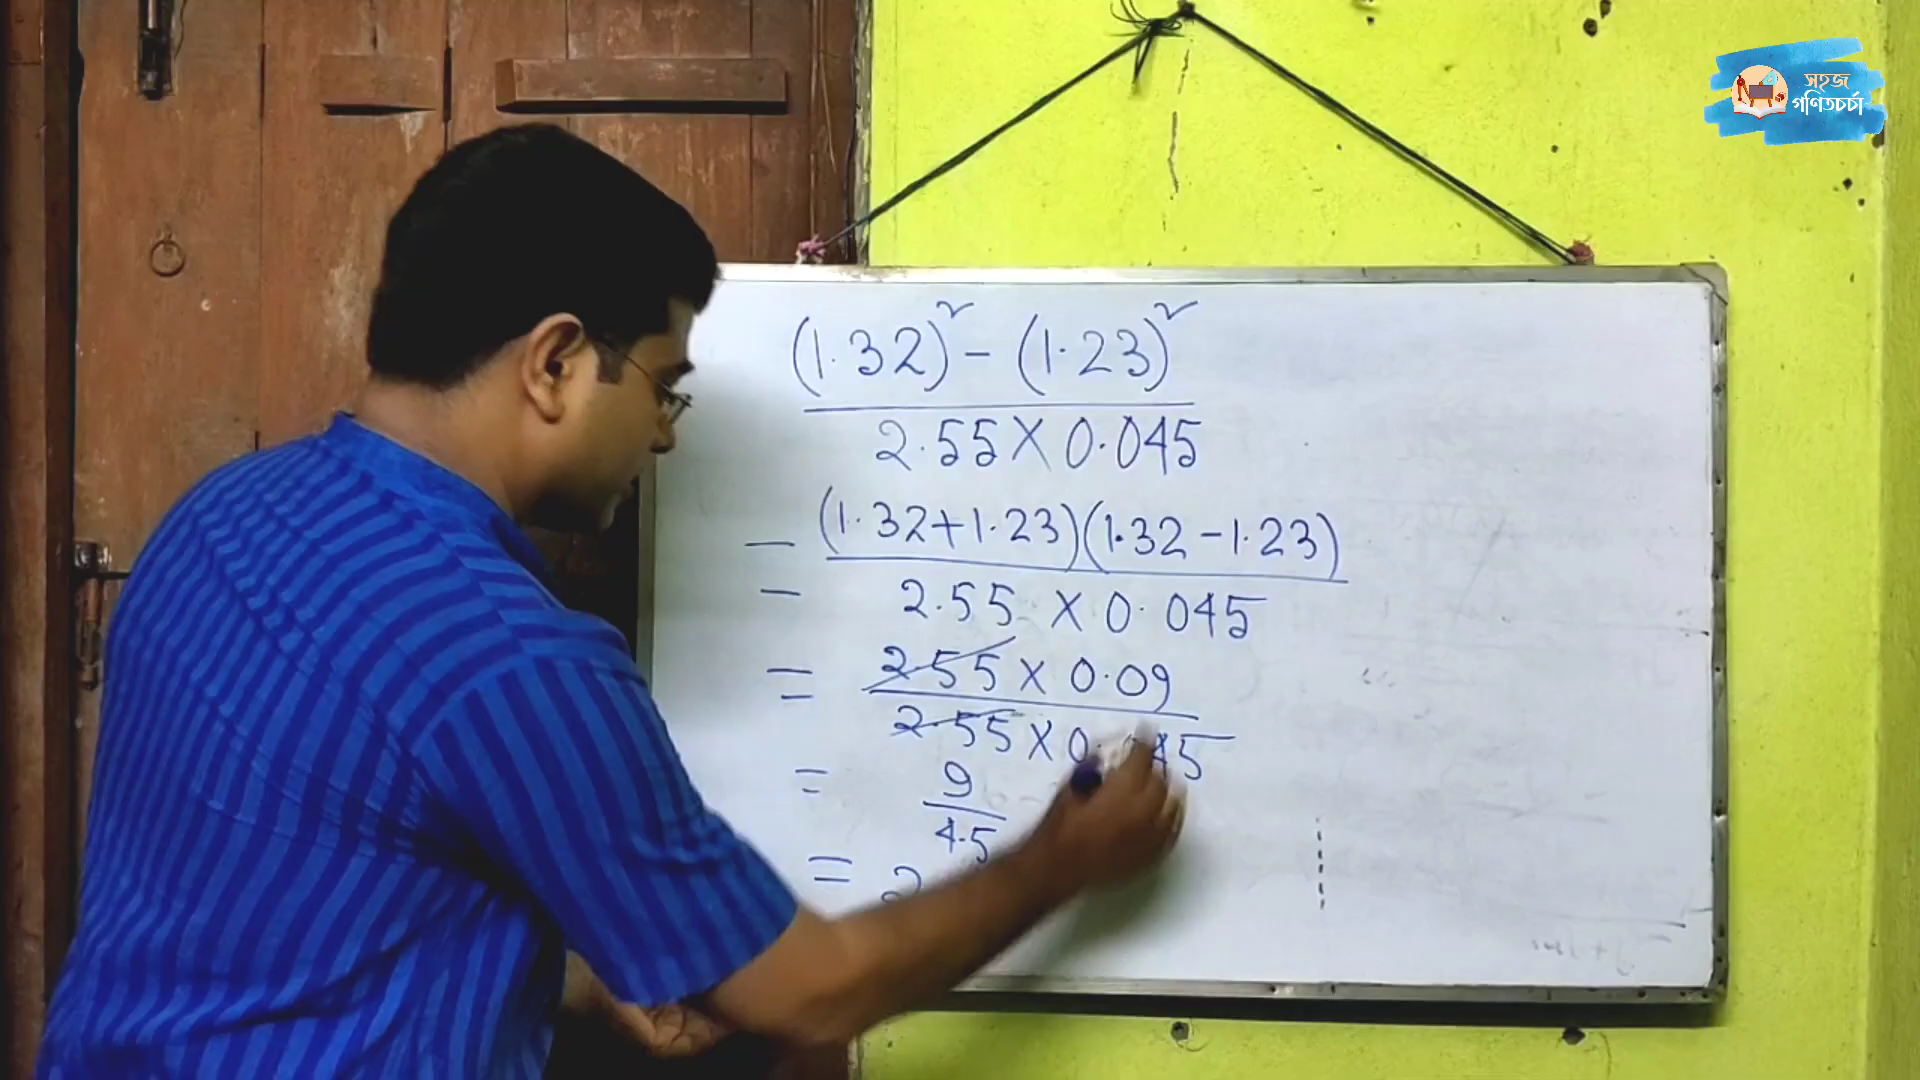 সহজ
গণিতচর্চা
(1.32)² - (1.23)²
2.55 X 0.045
= (1.32+1.23)(1.32-1.23)
2.55 X 0.045
= 2.55 X 0.09
2.55 X 0.045
= 9
4.5
= 2